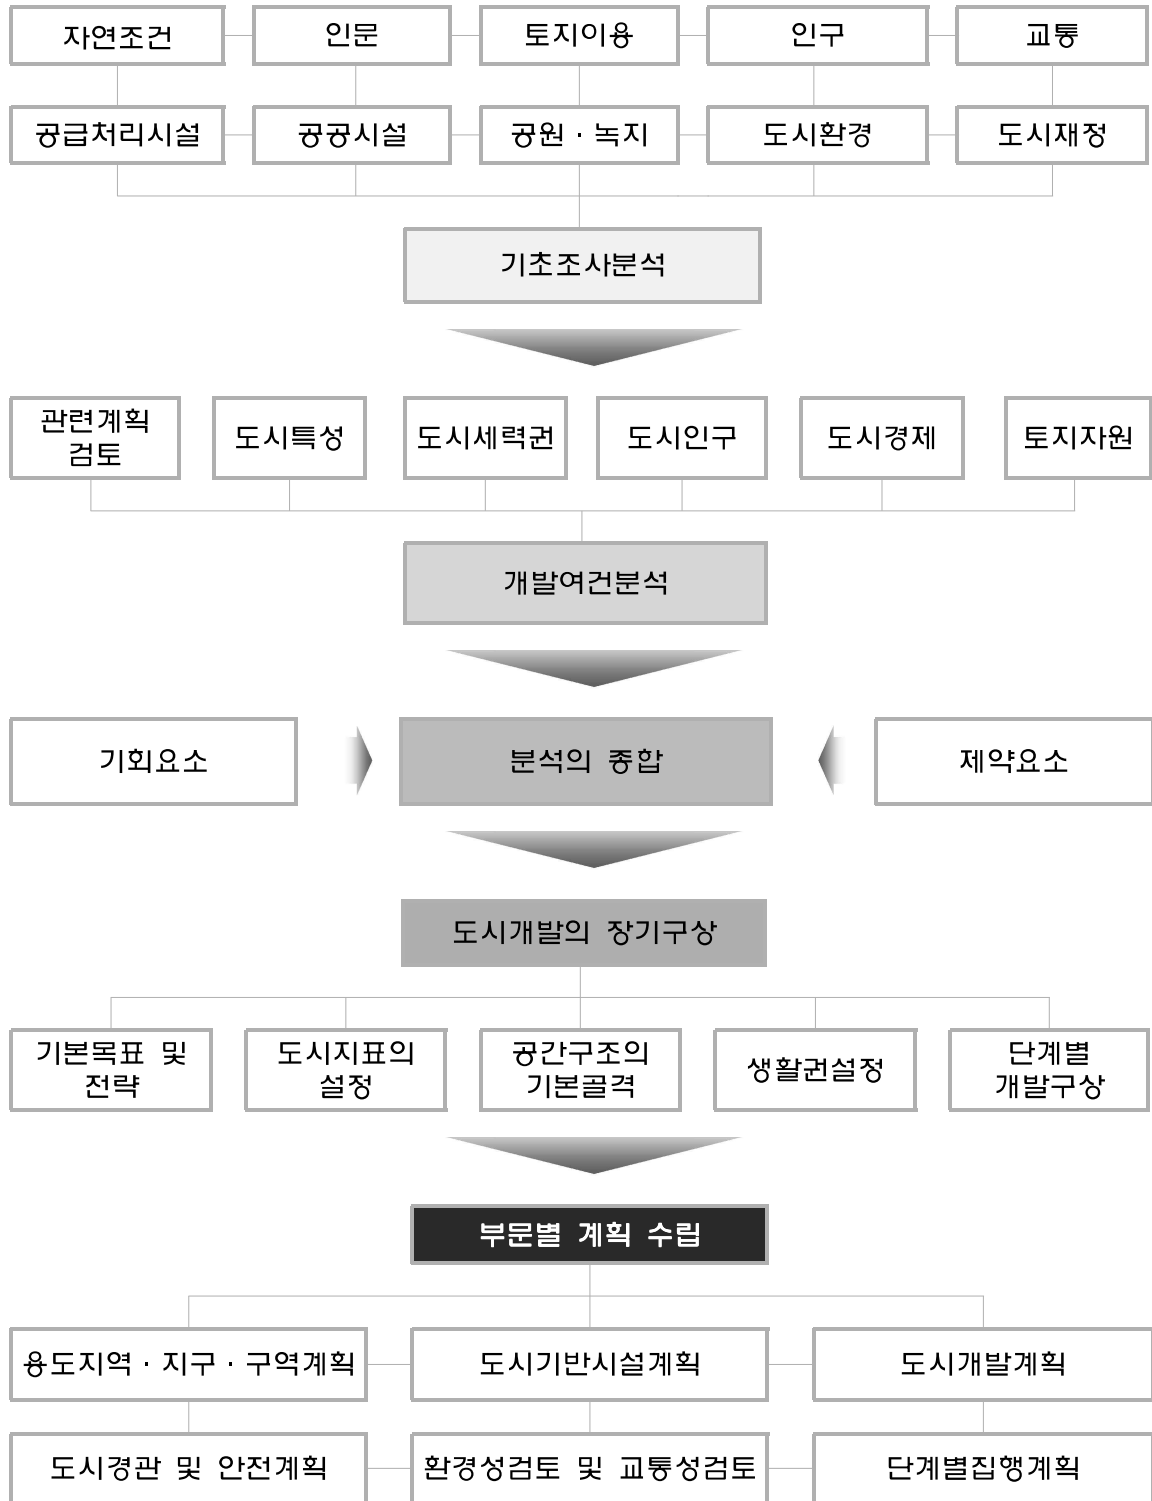 자연조건
인문
토지이용
인구
교통
공급처리시설
공공시설
공원 · 녹지
도시환경
도시재정
기초조사분석
관련계획
검토
도시특성
도시세력권
도시인구
도시경제
토지자원
개발여건분석
기회요소
분석의 종합
제약요소
도시개발의 장기구상
기본목표 및
전략
도시지표의
설정
공간구조의
기본골격
생활권설정
단계별
개발구상
부문별 계획 수립
용도지역 · 지구 · 구역계획
도시기반시설계획
도시개발계획
도시경관 및 안전계획
환경성검토 및 교통성검토
단계별집행계획